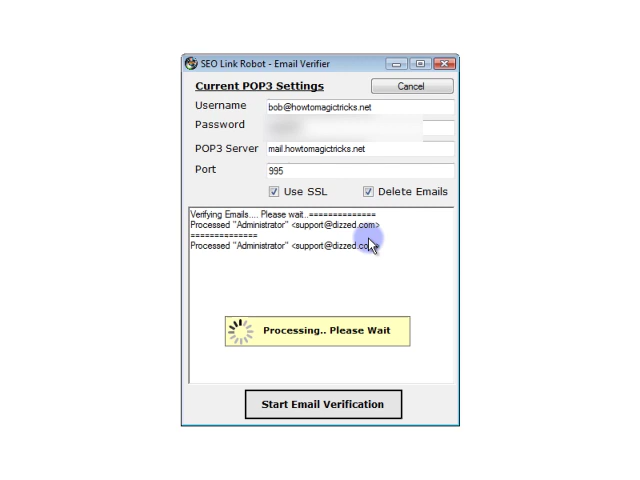 SEO Link Robot - Email Verifier
Current POP3 Settings
Cancel
Username
bob@howtomagictricks.net
Password
POP3 Server
mail.howtomagictricks.net
Port
995
Use SSL
Delete Emails
Verifying Emails.... Please wait..==============
Processed "Administrator" <support@dizzed.com>
==============
Processed "Administrator" <support@dizzed.com>
Processing.. Please Wait
Start Email Verification